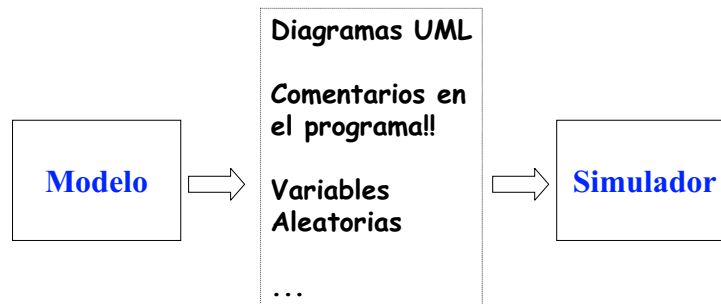 Modelo
Diagramas UML
Comentarios en
el programa!!
Variables
Aleatorias
...
Simulador